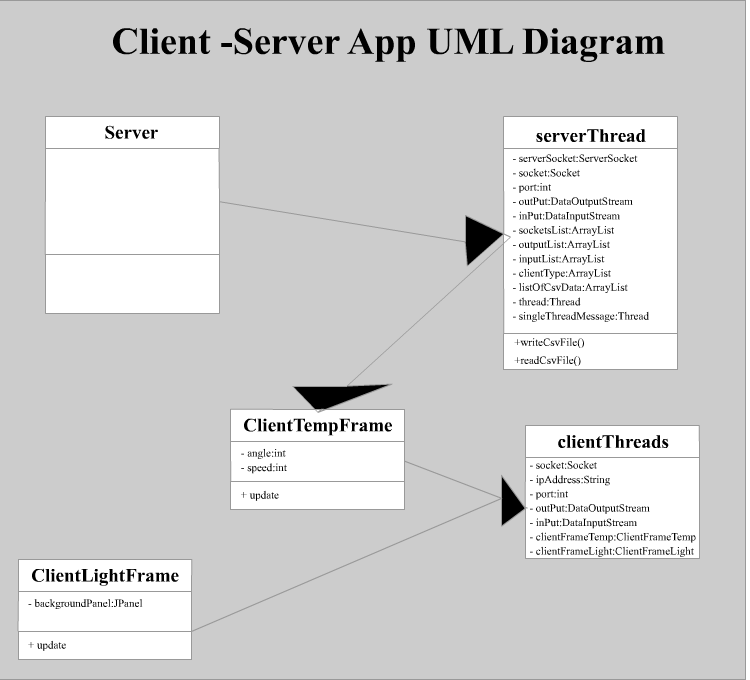 Client -Server App UML Diagram
Server
serverThread
- serverSocket:ServerSocket
- socket:Socket
- port:int
- outPut:DataOutputStream
- inPut:DataInputStream
- socketsList:ArrayList
- outputList:ArrayList
- inputList:ArrayList
- clientType:ArrayList
- listOfCsvData:ArrayList
- thread:Thread
- singleThreadMessage:Thread
+writeCsvFile()
+readCsvFile()
ClientTempFrame
- angle:int
- speed:int
+ update
clientThreads
- socket:Socket
- ipAddress:String
- port:int
- outPut:DataOutputStream
- inPut:DataInputStream
- clientFrameTemp:ClientFrameTemp
- clientFrameLight:ClientFrameLight
ClientLightFrame
- backgroundPanel:JPanel
+ update